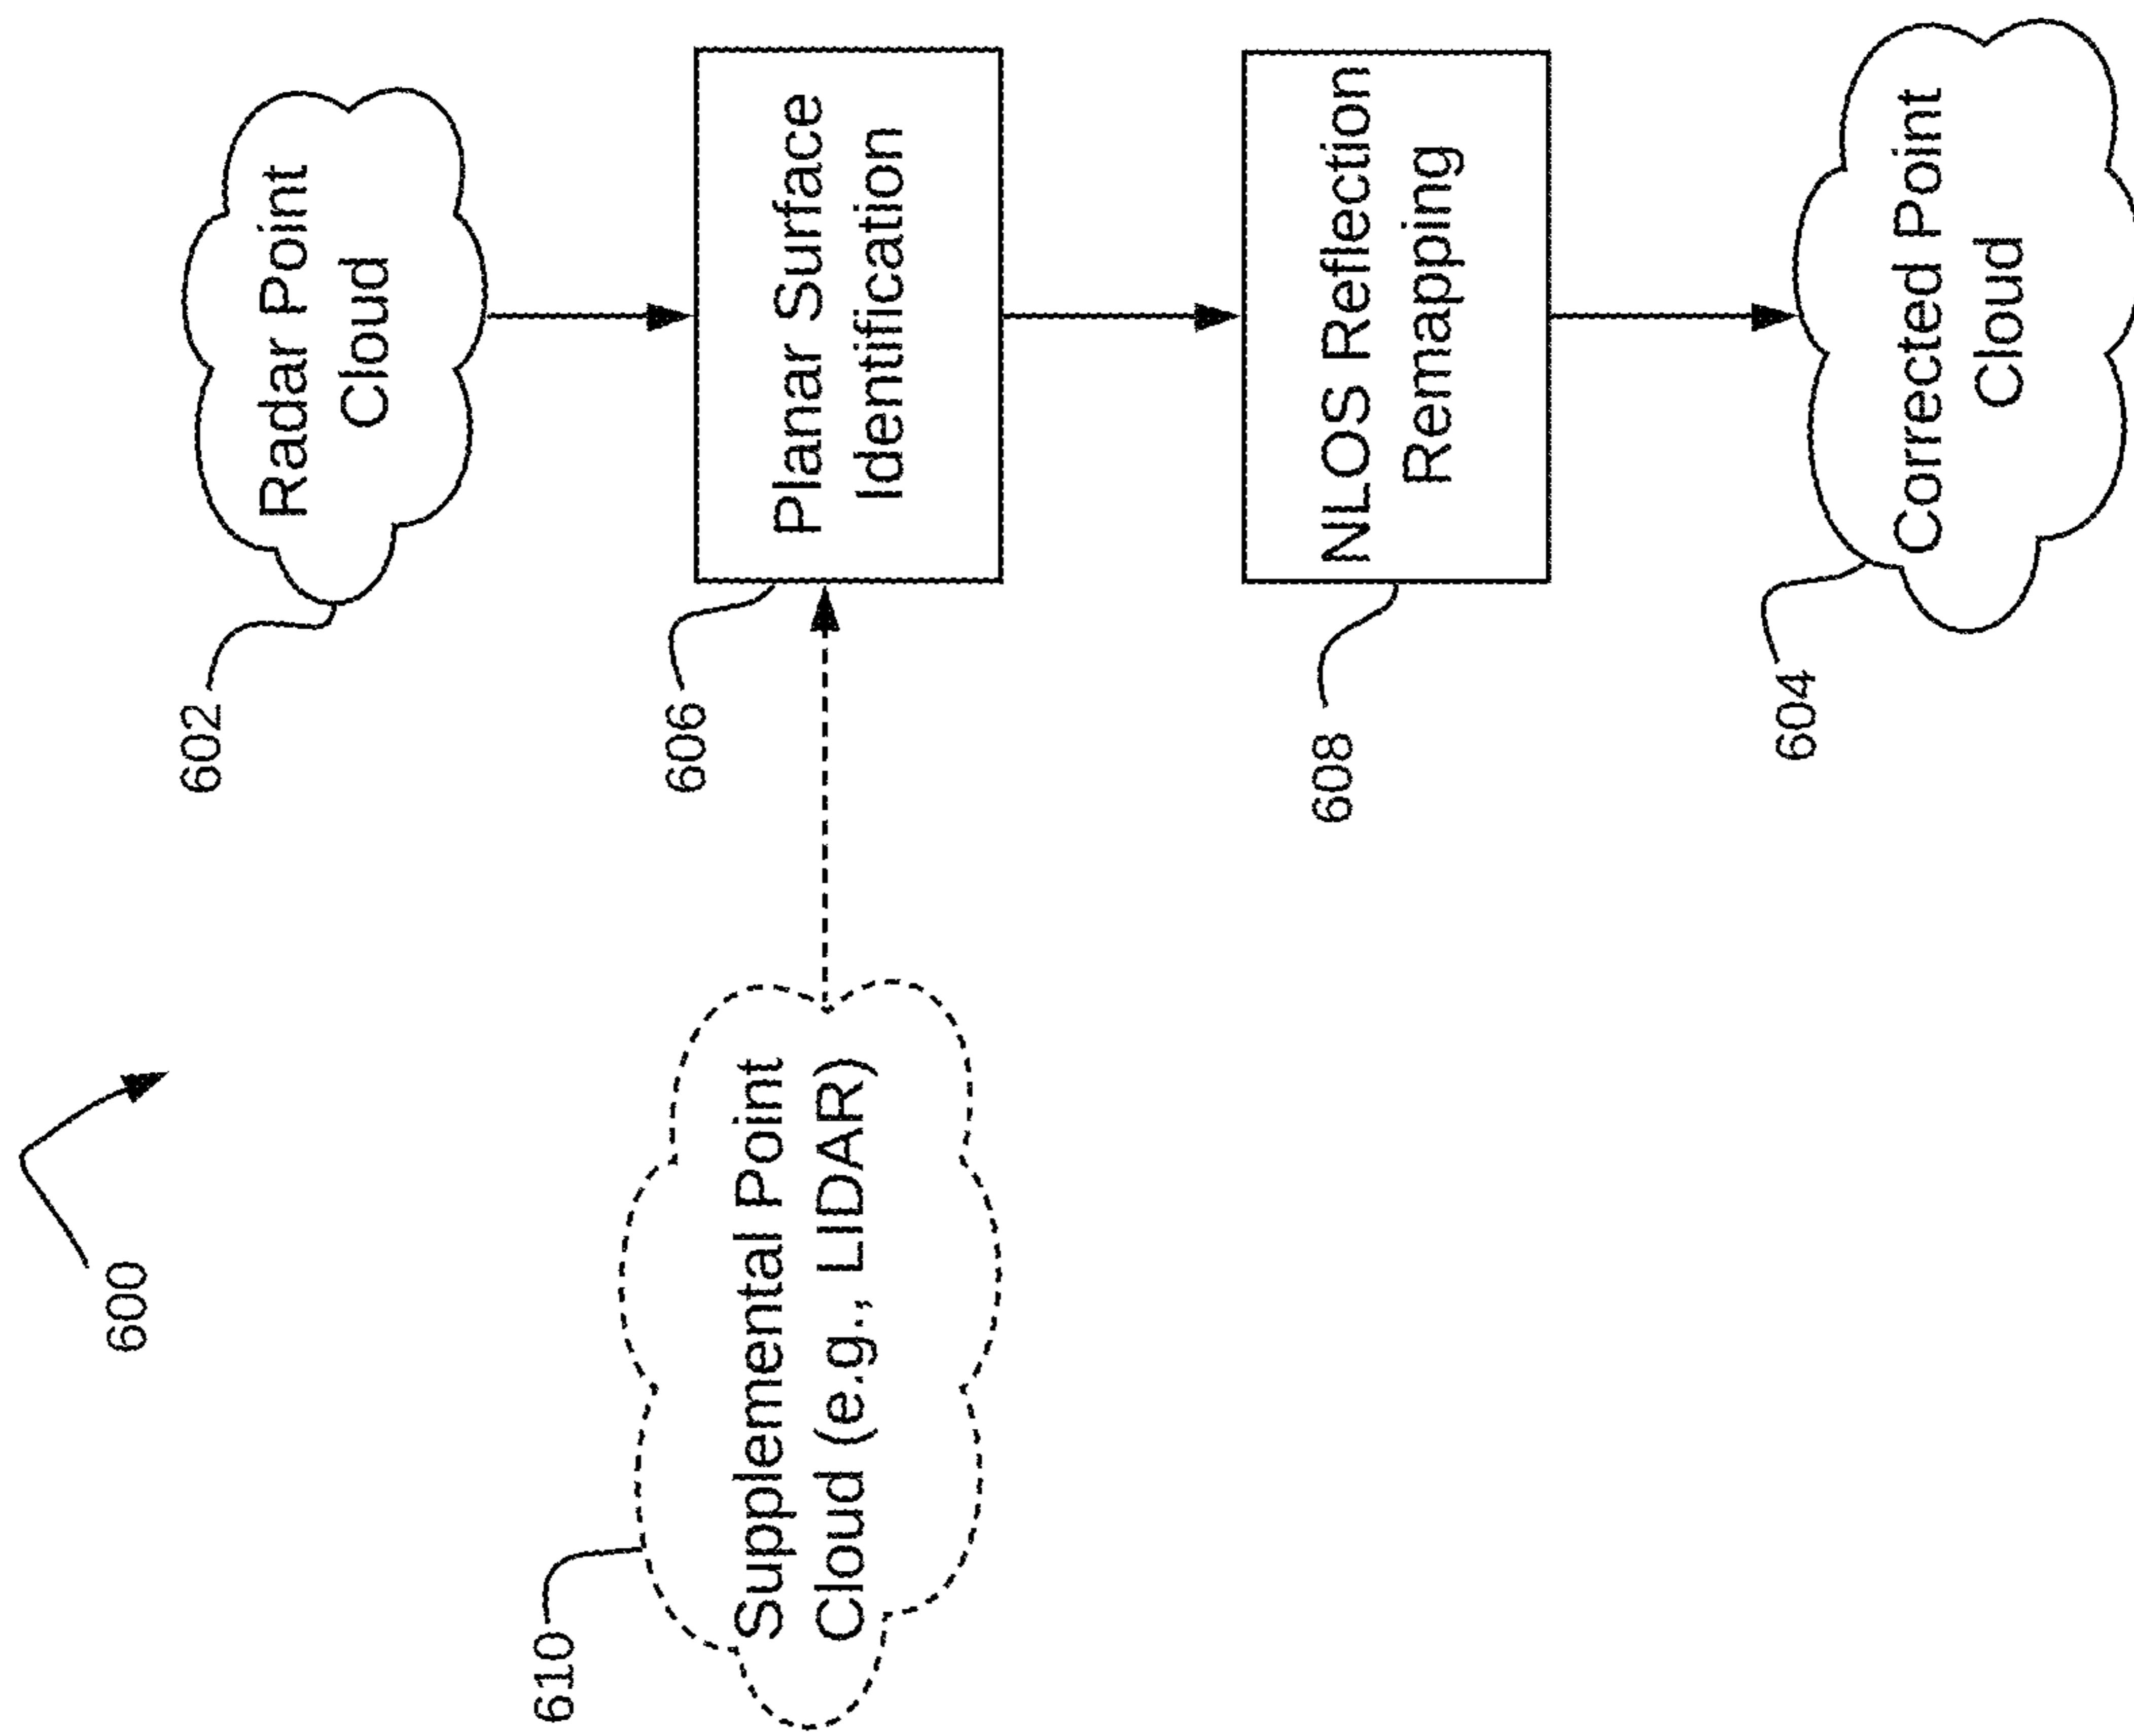 600
602
Radar Point
Cloud
610
Supplemental Point
Cloud (e.g., LIDAR)
606
Planar Surface
Identification
608
NLOS Reflection
Remapping
604
Corrected Point
Cloud